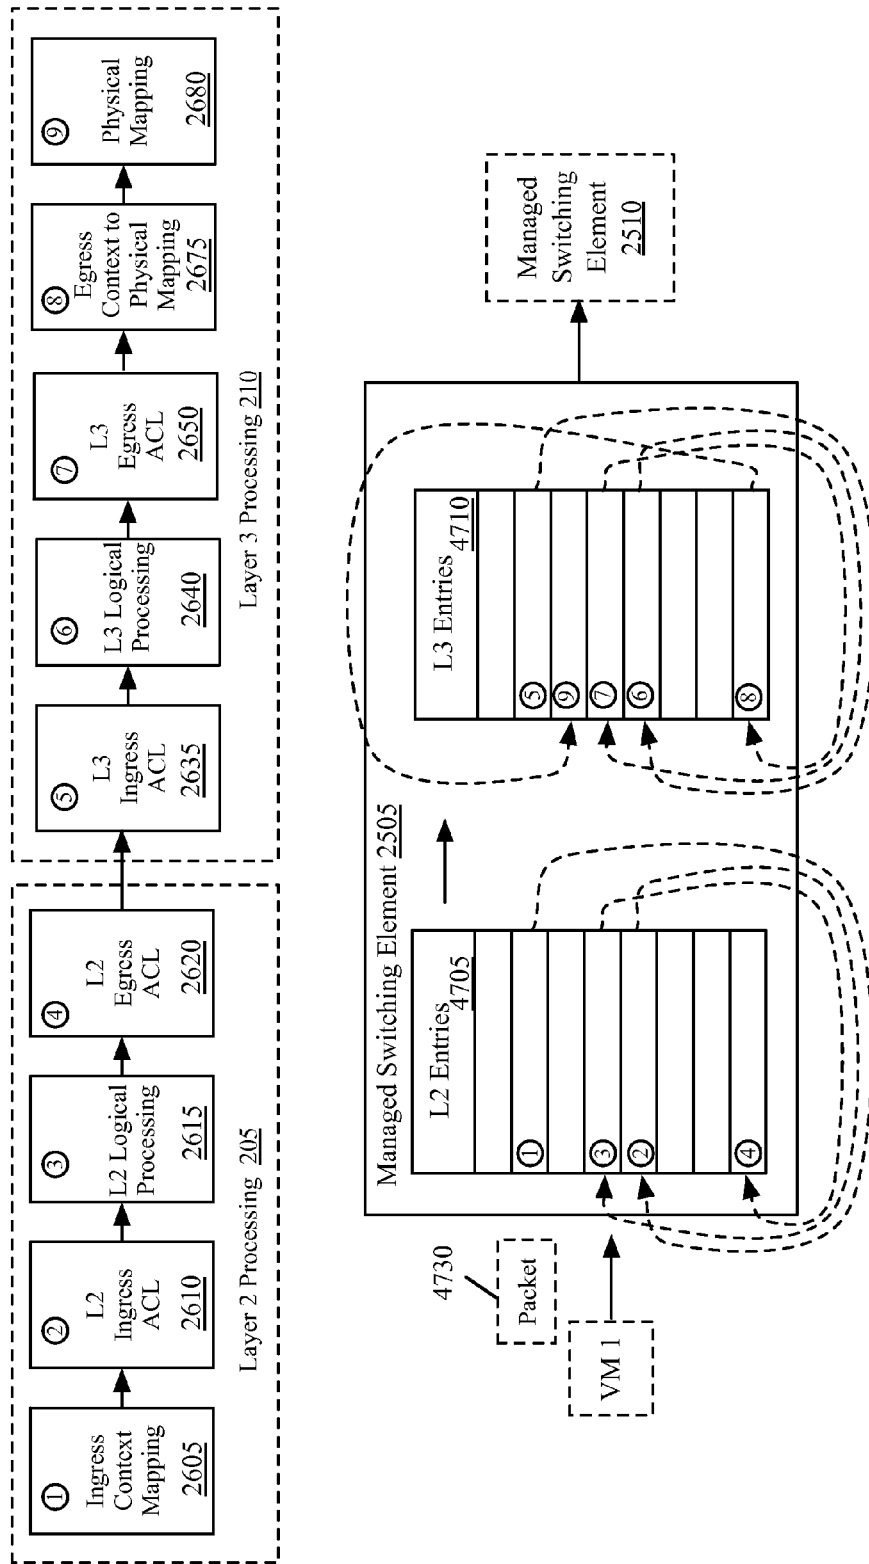 ①
Ingress
Context
Mapping
2605
②
L2
Ingress
ACL
2610
③
L2 Logical
Processing
2615
④
L2
Egress
ACL
2620
Layer 2 Processing 205
⑤
L3
Ingress
ACL
2635
⑥
L3 Logical
Processing
2640
⑦
L3
Egress
ACL
2650
⑧
Egress
Context to
Physical
Mapping
2675
⑨
Physical
Mapping
2680
Layer 3 Processing 210
4730
Packet
VM 1
Managed Switching Element 2505
L2 Entries
4705
①
③
②
④
L3 Entries
4710
⑤
⑨
⑦
⑥
⑧
Managed
Switching
Element
2510